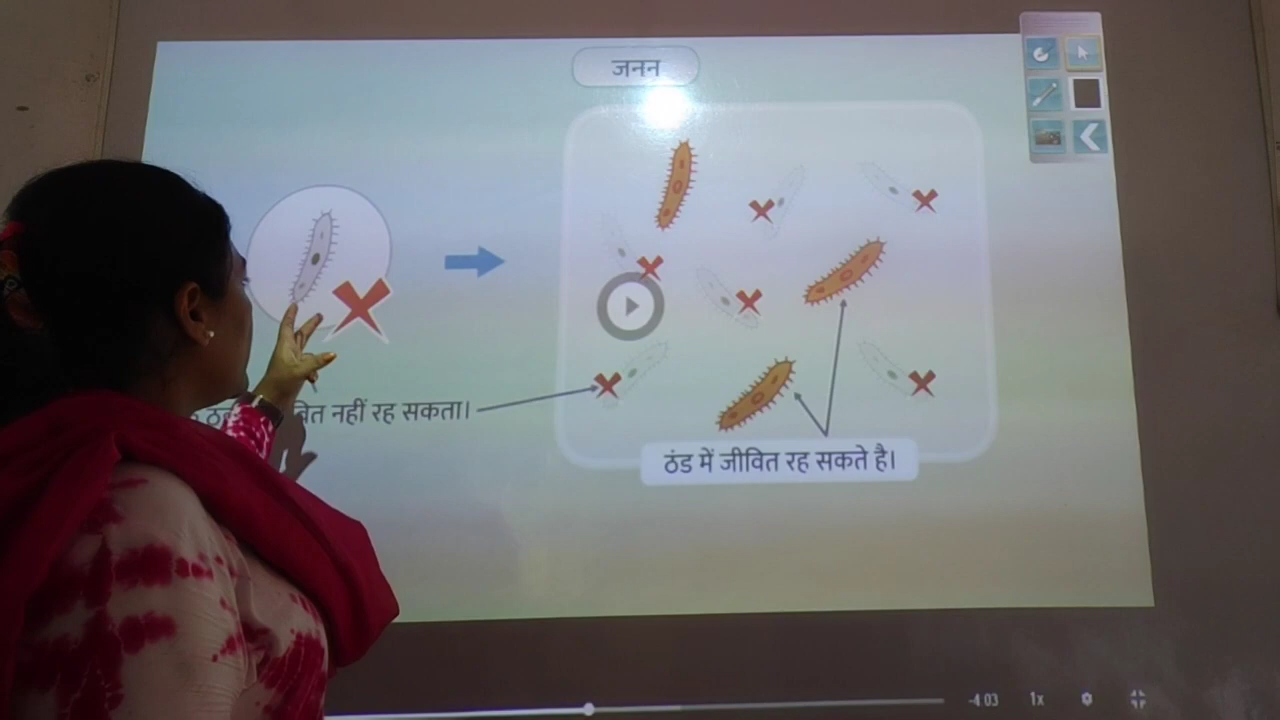 जनन
नहीं रह सकता।
ठंड में जीवित रह सकते है।
-4:03
1x